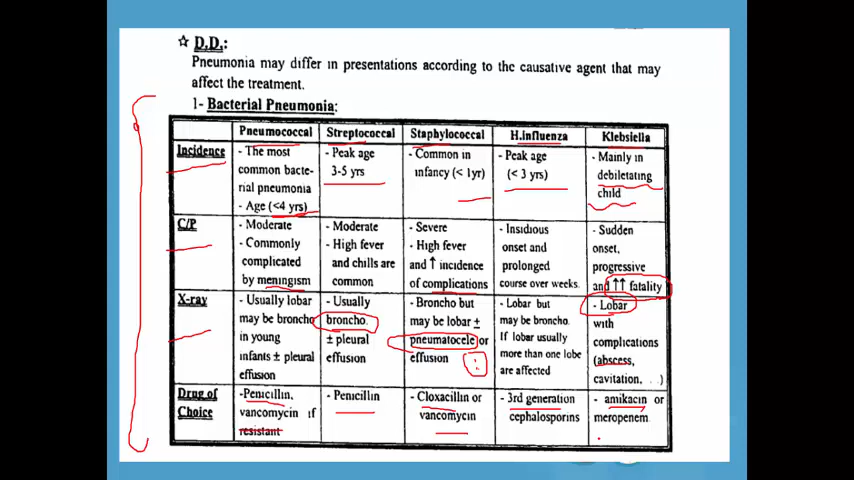 ☆ D.D.:
Pneumonia may differ in presentations according to the causative agent that may
affect the treatment.
1- Bacterial Pneumonia:
Pneumococcal Streptococcal Staphylococcal H.influenza Klebsiella
Incidence
- The most
common bacte-
rial pneumonia
- Age (<4 yrs)
- Peak age
3-5 yrs
- Common in
infancy (< 1yr)
- Peak age
(< 3 yrs)
- Mainly in
debiletating
child
C/P
- Moderate
- Commonly
complicated
by meningism
- Moderate
- High fever
and chills are
common
- Severe
- High fever
and ↑ incidence
of complications
- Insidious
onset and
prolonged
course over weeks.
- Sudden
onset,
progressive
and ↑↑ fatality
X-ray
- Usually lobar
may be broncho
in young
infants ± pleural
effusion
- Usually
broncho.
± pleural
effusion
- Broncho but
may be lobar ±
pneumatocele or
effusion
- Lobar but
may be broncho.
If lobar usually
more than one lobe
are affected
- Lobar
with
complications
(abscess,
cavitation, ..)
Drug of
Choice
-Penicillin,
vancomycin if
resistant
- Penicillin
- Cloxacillin or
vancomycin
- 3rd generation
cephalosporins
- amikacin or
meropenem